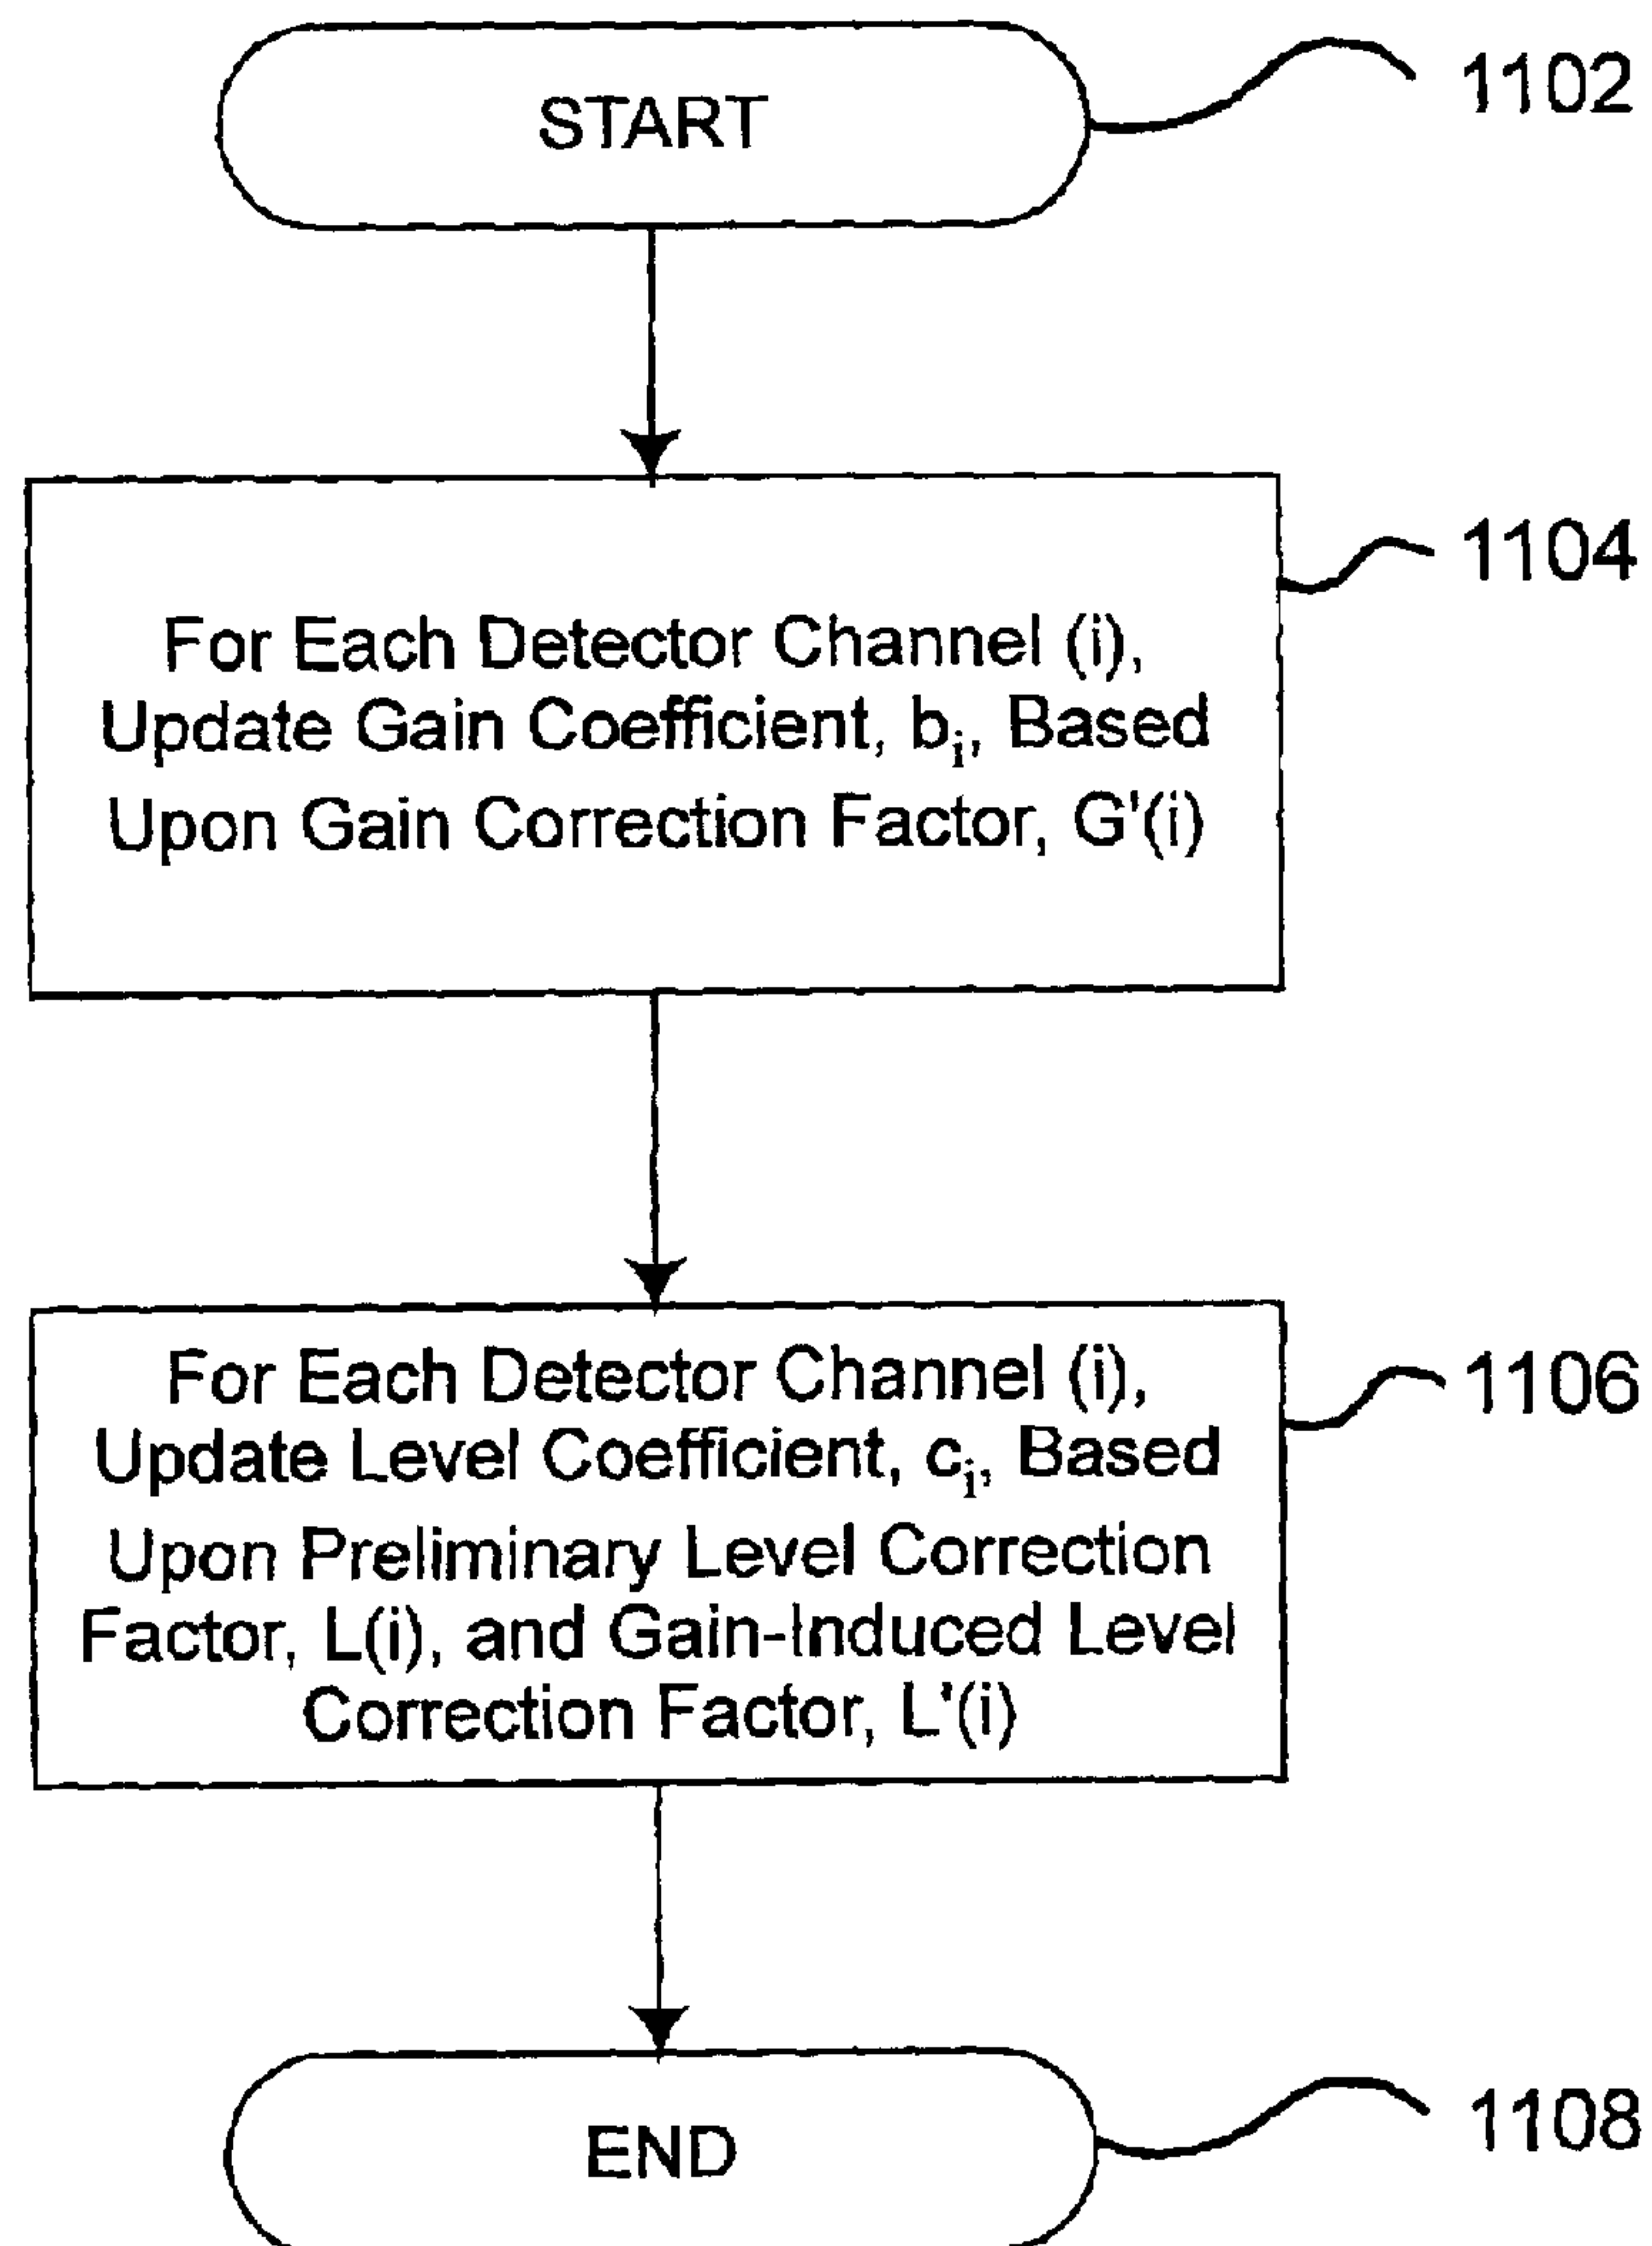 START
1102
1104
For Each Detector Channel (i),
Update Gain Coefficient, bᵢ, Based
Upon Gain Correction Factor, G'(i)
1106
For Each Detector Channel (i),
Update Level Coefficient, cᵢ, Based
Upon Preliminary Level Correction
Factor, L(i), and Gain-Induced Level
Correction Factor, L'(i)
END
1108